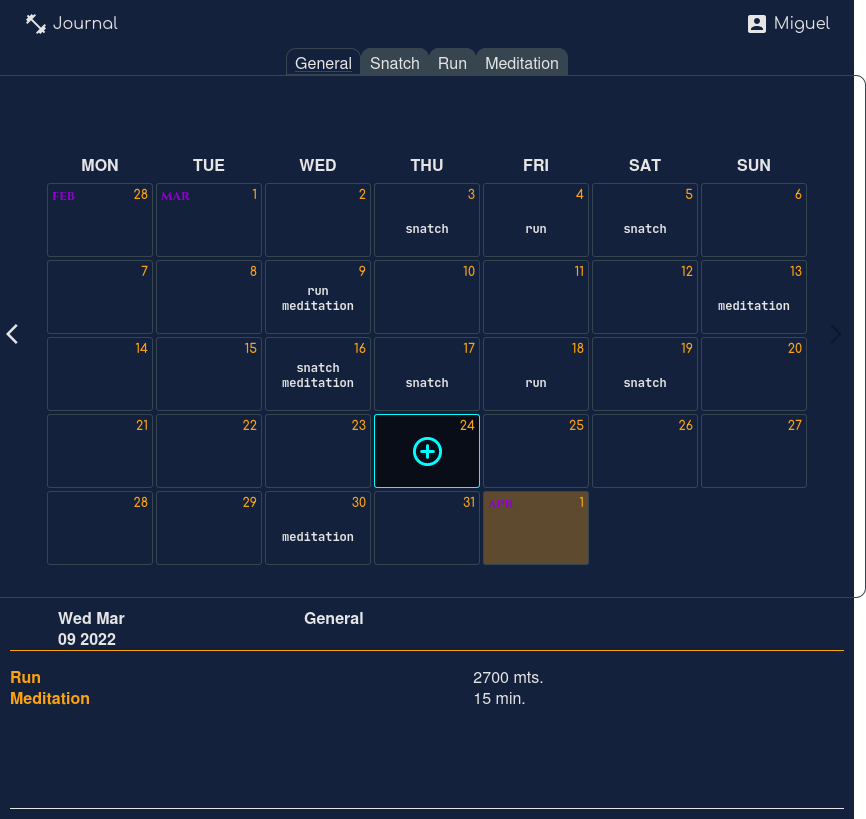 Journal Miguel
General Snatch Run Meditation
MON TUE WED THU FRI SAT SUN
FEB 28 MAR 1 2 3 4 5 6
snatch run snatch
7 8 9 10 11 12 13
run
meditation meditation
14 15 16 17 18 19 20
snatch
meditation snatch run snatch
21 22 23 24 25 26 27
28 29 30 31 APR 1
meditation
Wed Mar General
09 2022
Run 2700 mts.
Meditation 15 min.